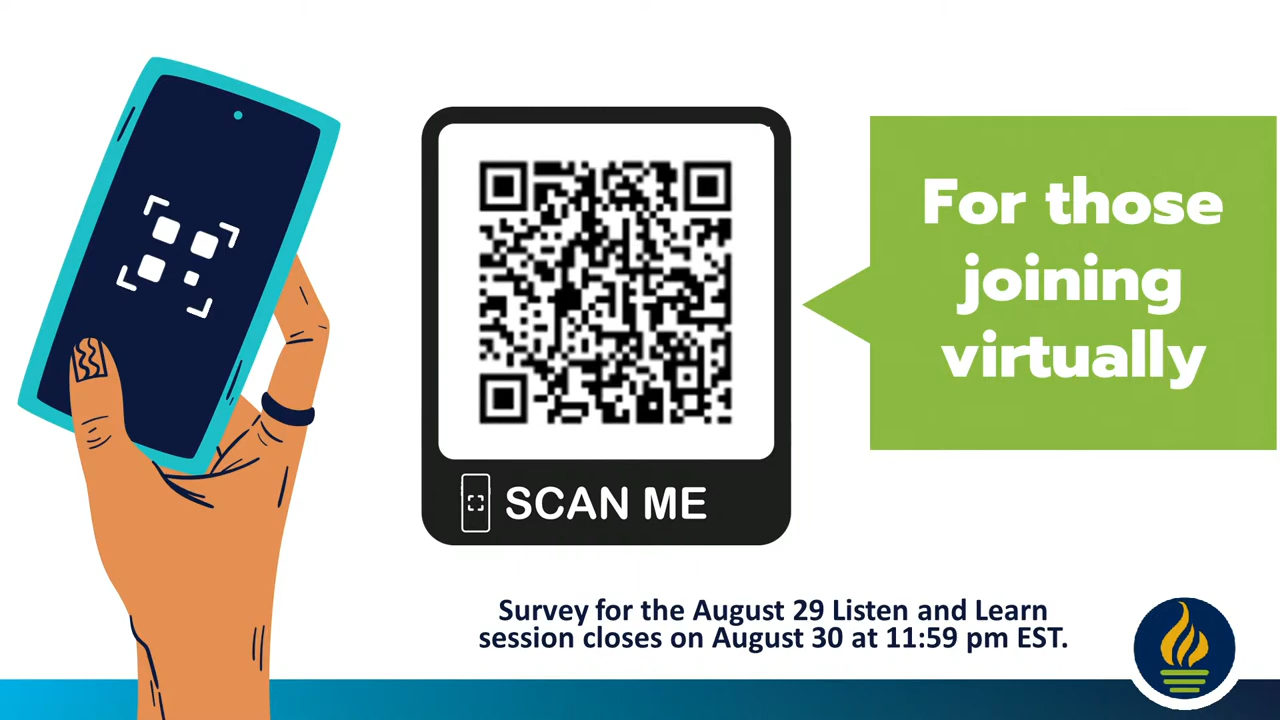 For those
joining
virtually
SCAN ME
Survey for the August 29 Listen and Learn
session closes on August 30 at 11:59 pm EST.